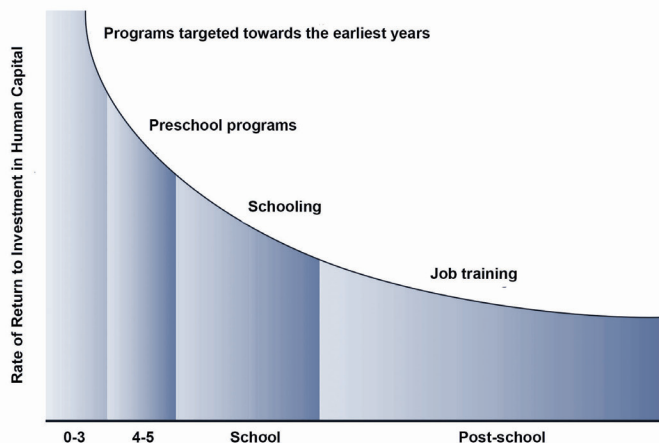 Programs targeted towards the earliest years
Preschool programs
Schooling
Job training
Rate of Return to Investment in Human Capital
0-3 4-5 School Post-school